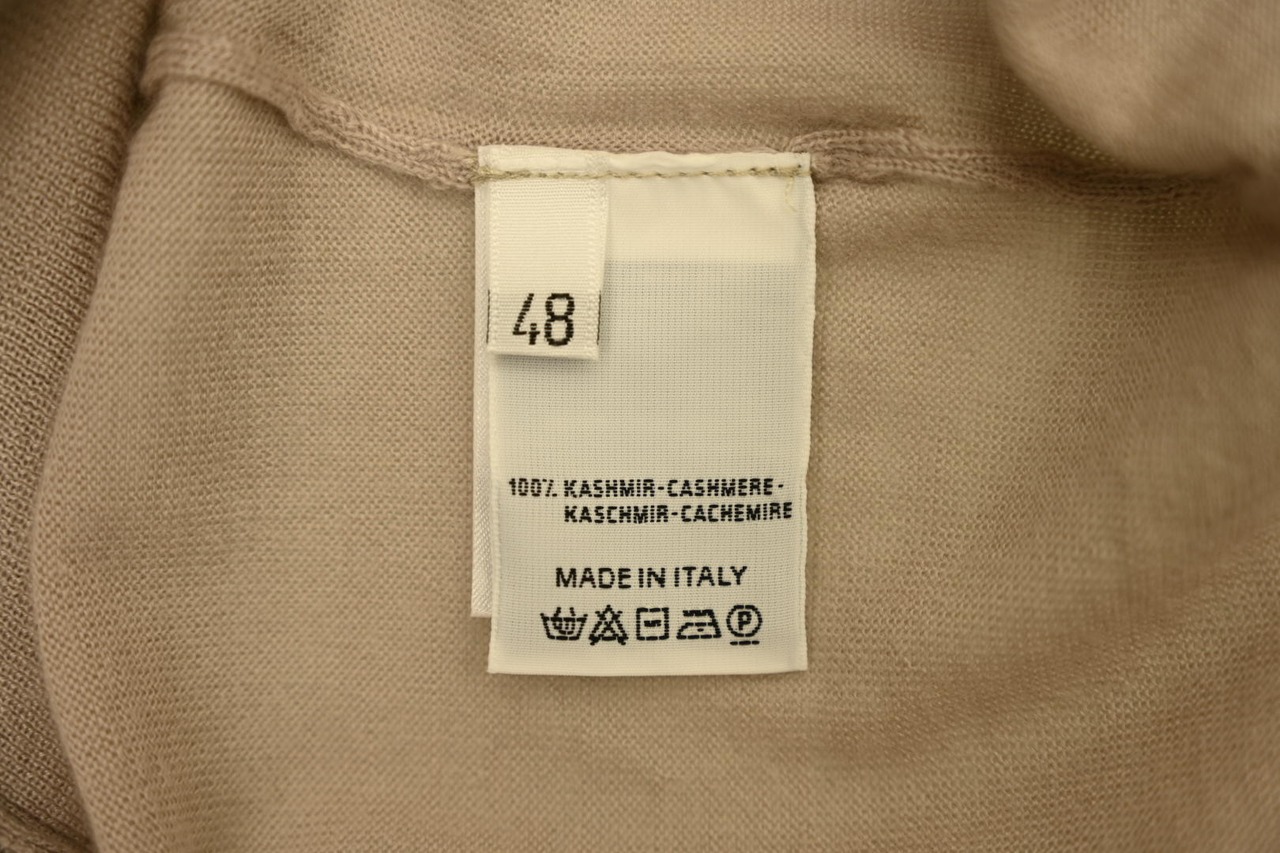 48
100% KASHMIR-CASHMERE-
KASCHMIR-CACHEMIRE
MADE IN ITALY
P